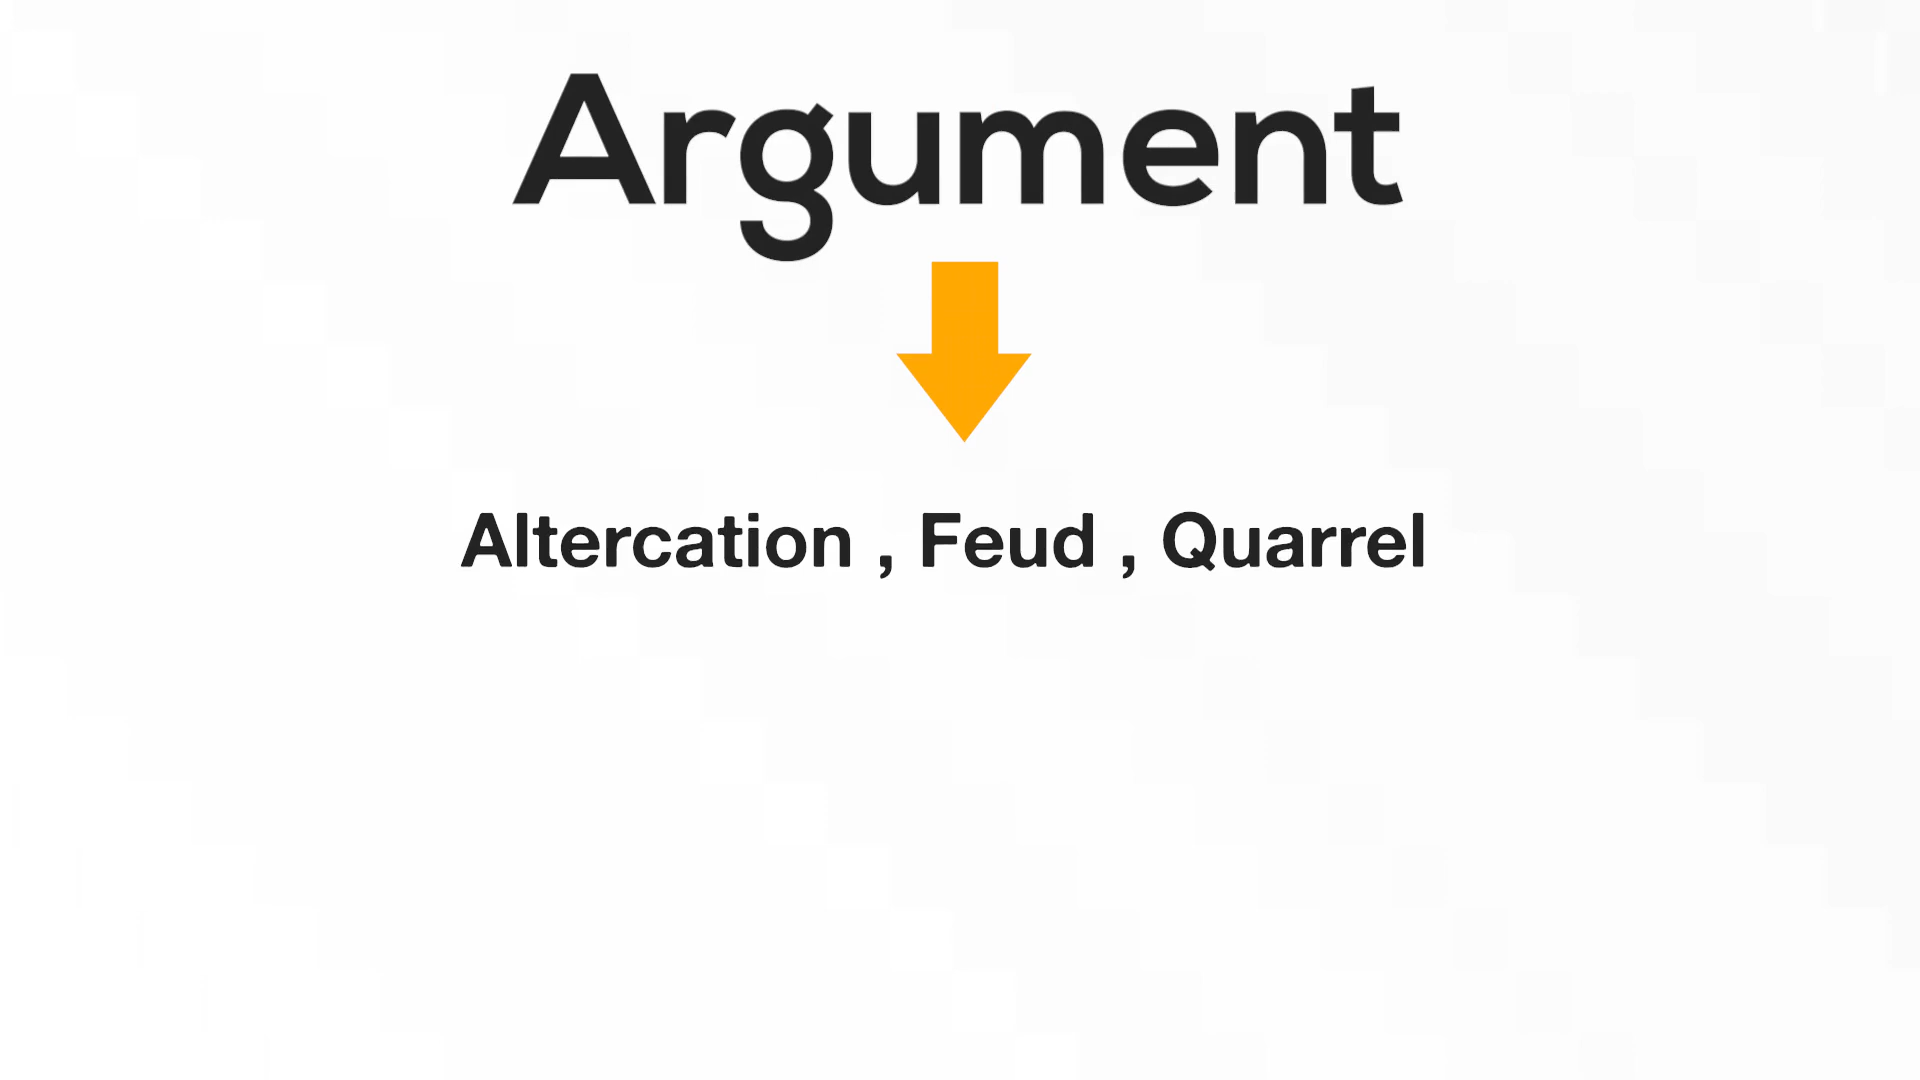 Argument
Altercation , Feud , Quarrel